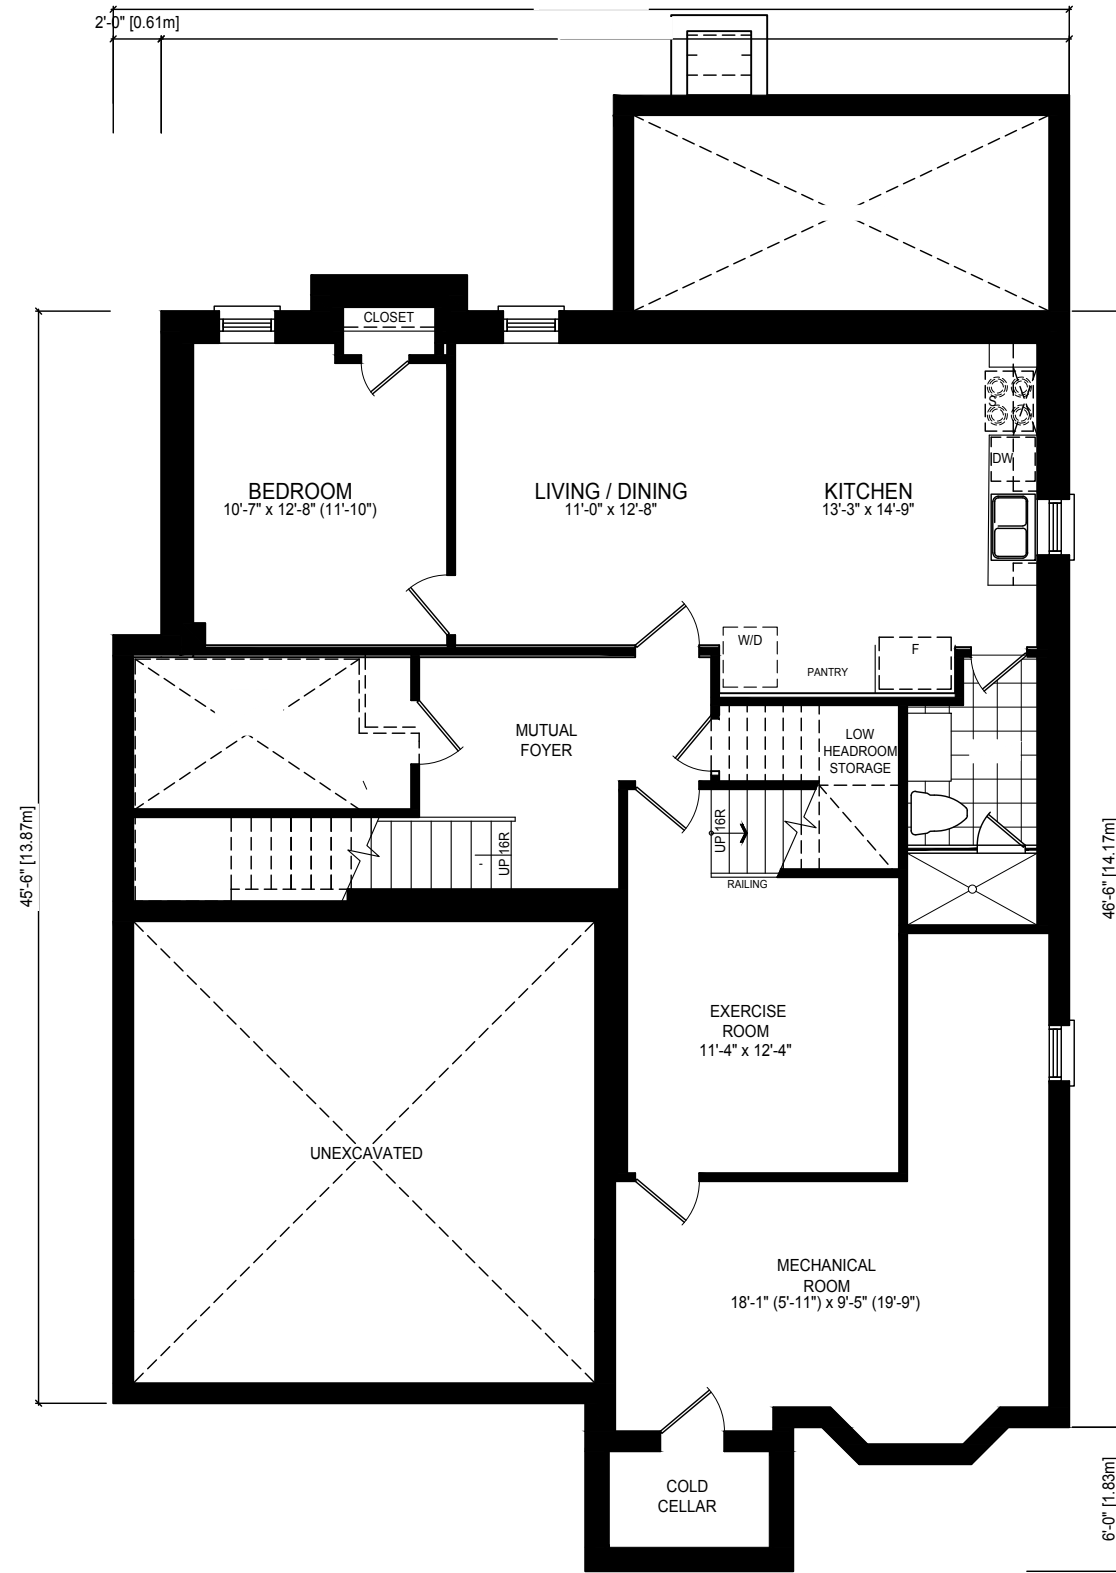 2'-0" [0.61m]
CLOSET
S
DW
BEDROOM
10'-7" x 12'-8" (11'-10")
LIVING / DINING
11'-0" x 12'-8"
KITCHEN
13'-3" x 14'-9"
W/D
F
PANTRY
MUTUAL
FOYER
LOW
HEADROOM
STORAGE
UP 16R
UP 16R
RAILING
45'-6" [13.87m]
46'-6" [14.17m]
EXERCISE
ROOM
11'-4" x 12'-4"
UNEXCAVATED
MECHANICAL
ROOM
18'-1" (5'-11") x 9'-5" (19'-9")
COLD
CELLAR
6'-0" [1.83m]